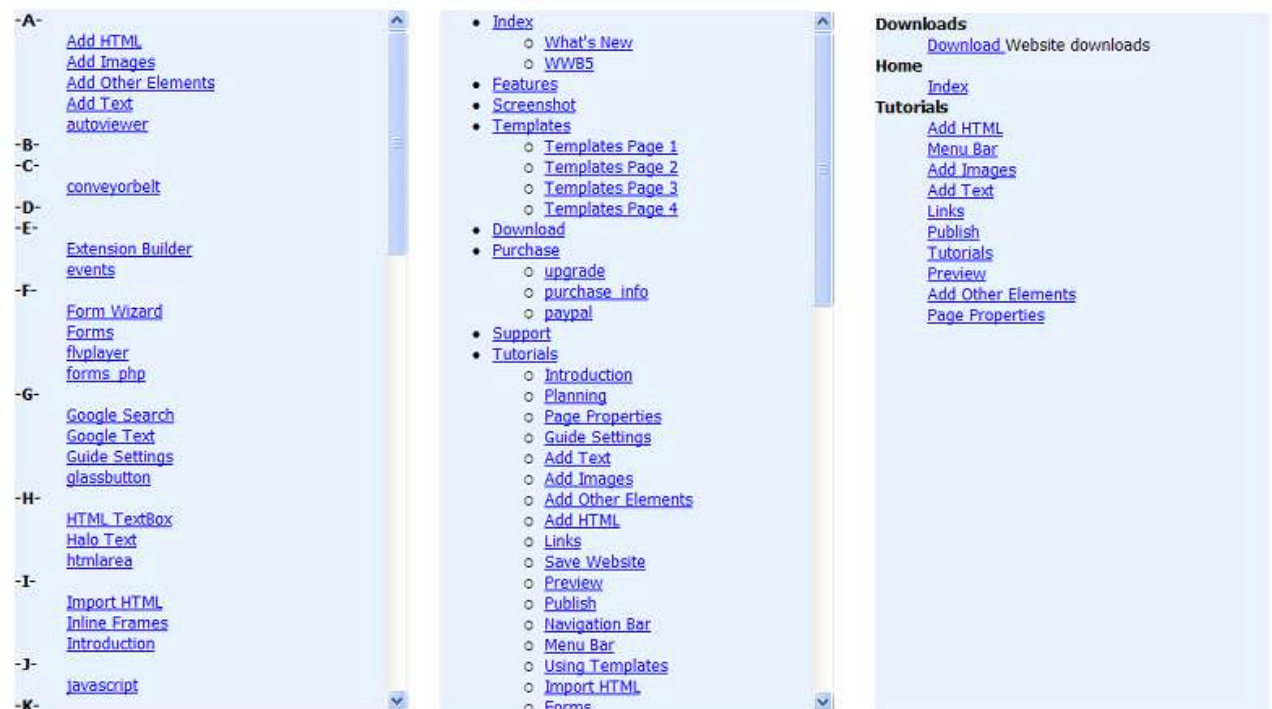 -A-
Add HTML
Add Images
Add Other Elements
Add Text
autoviewer
-B-
-C-
conveyorbelt
-D-
-E-
Extension Builder
events
-F-
Form Wizard
Forms
flvplayer
forms_php
-G-
Google Search
Google Text
Guide Settings
glassbutton
-H-
HTML TextBox
Halo Text
htmlarea
-I-
Import HTML
Inline Frames
Introduction
-J-
javascript
-K-
Index
What's New
WWB5
Features
Screenshot
Templates
Templates Page 1
Templates Page 2
Templates Page 3
Templates Page 4
Download
Purchase
upgrade
purchase_info
paypal
Support
Tutorials
Introduction
Planning
Page Properties
Guide Settings
Add Text
Add Images
Add Other Elements
Add HTML
Links
Save Website
Preview
Publish
Navigation Bar
Menu Bar
Using Templates
Import HTML
Forms
Downloads
Download Website downloads
Home
Index
Tutorials
Add HTML
Menu Bar
Add Images
Add Text
Links
Publish
Tutorials
Preview
Add Other Elements
Page Properties